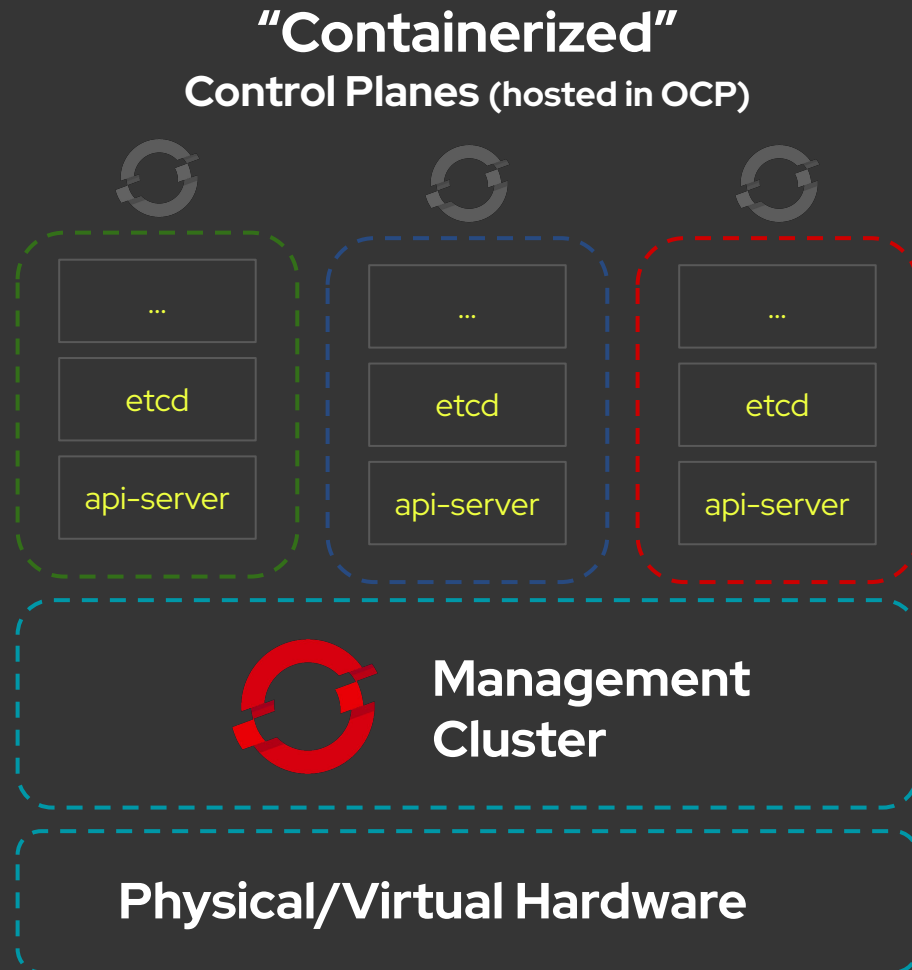 “Containerized”
Control Planes (hosted in OCP)
...
etcd
api-server
...
etcd
api-server
...
etcd
api-server
Management
Cluster
Physical/Virtual Hardware